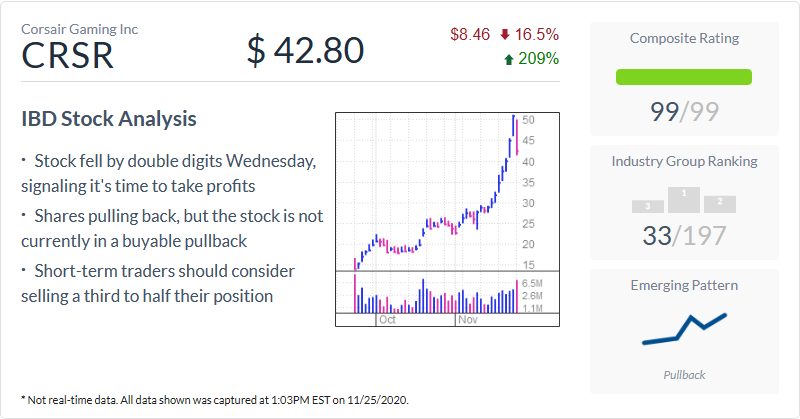 Corsair Gaming Inc
CRSR
$ 42.80
$8.46 16.5%
209%
IBD Stock Analysis
· Stock fell by double digits Wednesday,
signaling it's time to take profits
· Shares pulling back, but the stock is not
currently in a buyable pullback
· Short-term traders should consider
selling a third to half their position
50
45
40
35
30
25
20
15
6.5M
2.6M
1.1M
Oct
Nov
Composite Rating
99/99
Industry Group Ranking
3
1
2
33/197
Emerging Pattern
Pullback
* Not real-time data. All data shown was captured at 1:03PM EST on 11/25/2020.